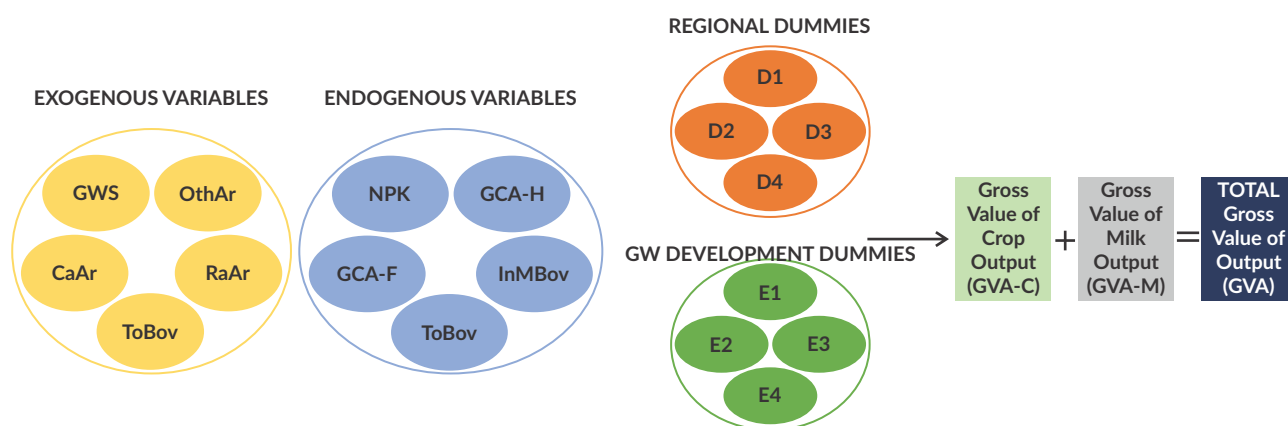 EXOGENOUS VARIABLES
GWS
OthAr
CaAr
RaAr
ToBov
ENDOGENOUS VARIABLES
NPK
GCA-H
GCA-F
InMBov
ToBov
REGIONAL DUMMIES
D1
D2
D3
D4
GW DEVELOPMENT DUMMIES
E1
E2
E3
E4
Gross
Value of
Crop
Output
(GVA-C)
+
Gross
Value of
Milk
Output
(GVA-M)
=
TOTAL
Gross
Value of
Output
(GVA)